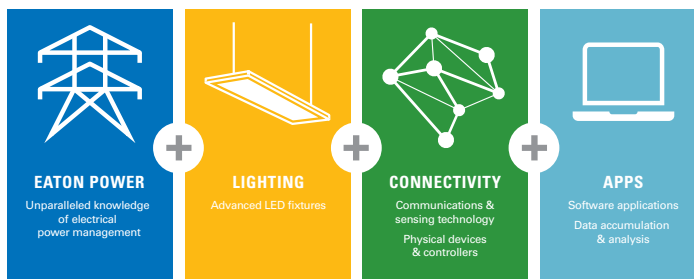 EATON POWER
Unparalleled knowledge
of electrical
power management
LIGHTING
Advanced LED fixtures
CONNECTIVITY
Communications &
sensing technology
Physical devices
& controllers
APPS
Software applications
Data accumulation
& analysis